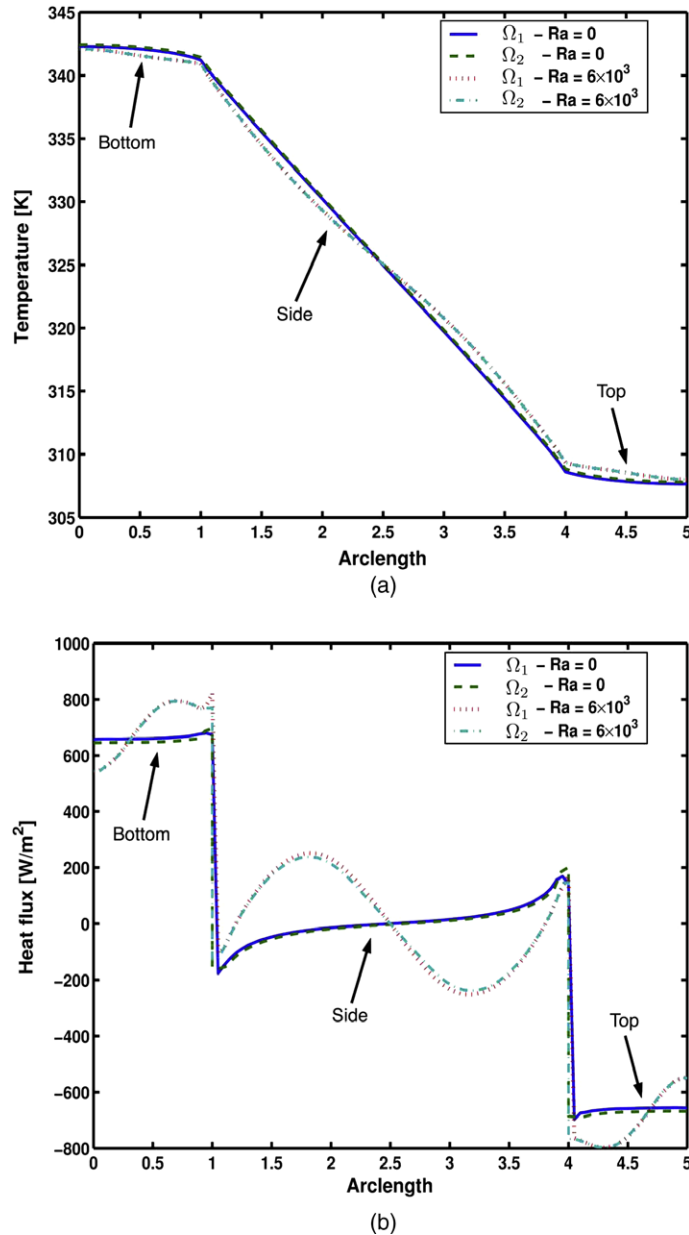 345
340
335
330
325
320
315
310
305
Temperature [K]
Ω₁ – Ra = 0
Ω₂ – Ra = 0
Ω₁ – Ra = 6×10³
Ω₂ – Ra = 6×10³
Bottom
Side
Top
0 0.5 1 1.5 2 2.5 3 3.5 4 4.5 5
Arclength
(a)
1000
800
600
400
200
0
−200
−400
−600
−800
Heat flux [W/m²]
Ω₁ – Ra = 0
Ω₂ – Ra = 0
Ω₁ – Ra = 6×10³
Ω₂ – Ra = 6×10³
Bottom
Side
Top
0 0.5 1 1.5 2 2.5 3 3.5 4 4.5 5
Arclength
(b)